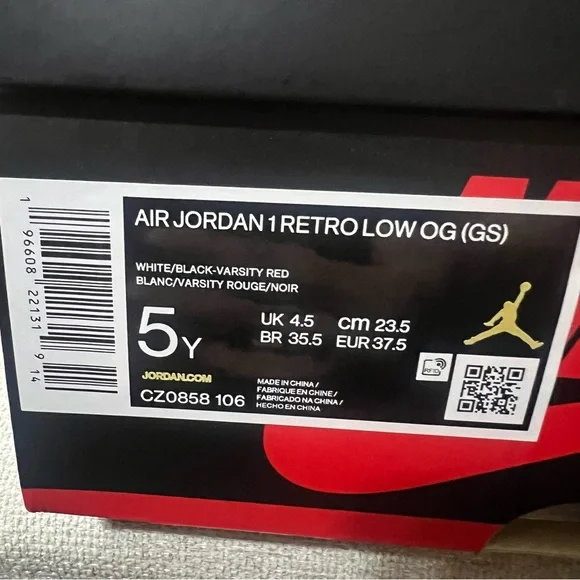 AIR JORDAN 1 RETRO LOW OG (GS)
WHITE/BLACK-VARSITY RED
BLANC/VARSITY ROUGE/NOIR
5Y
UK 4.5 cm 23.5
BR 35.5 EUR 37.5
JORDAN.COM
CZ0858 106
MADE IN CHINA /
FABRIQUÉ EN CHINE /
FABRICADO NA CHINA /
HECHO EN CHINA
RFID
1 96608 22131 9 14